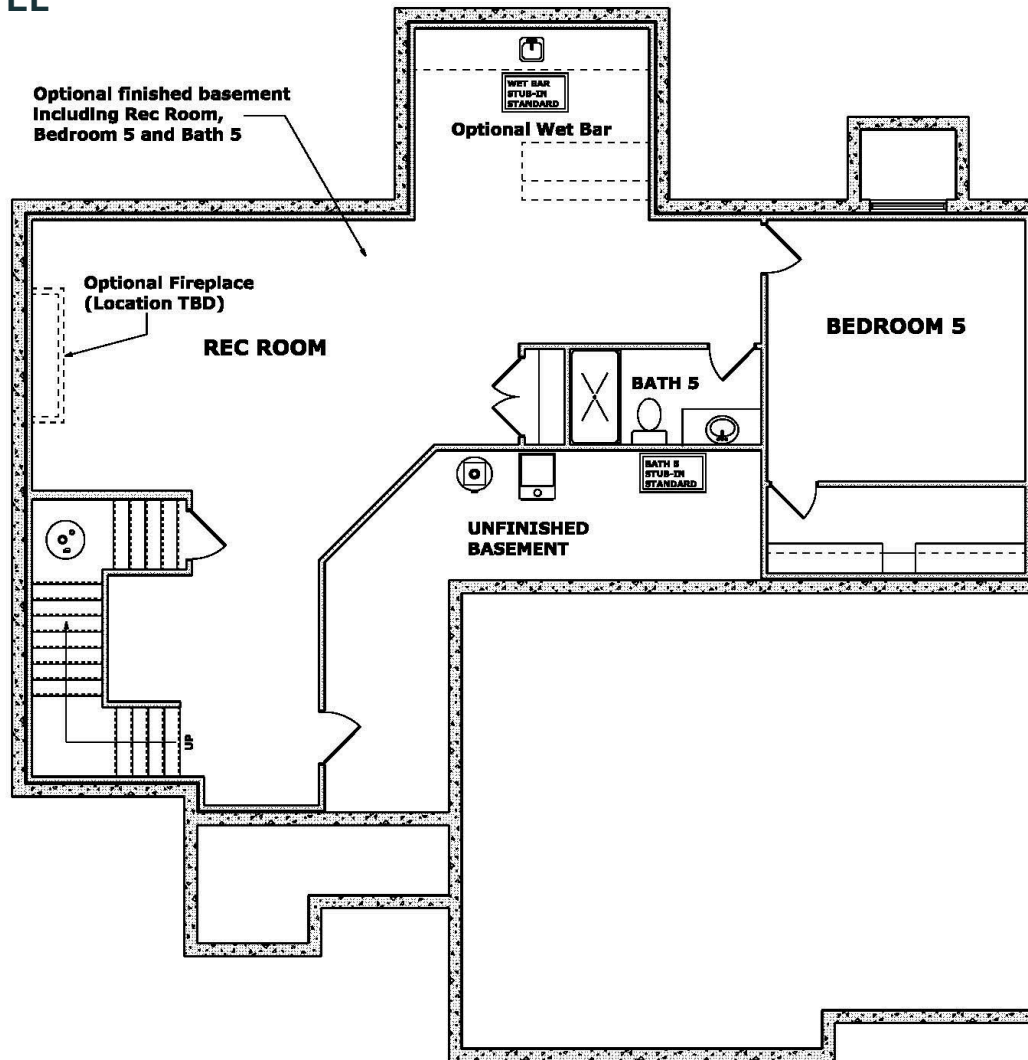 Optional finished basement
including Rec Room,
Bedroom 5 and Bath 5
WET BAR
STUB-IN
STANDARD
Optional Wet Bar
Optional Fireplace
(Location TBD)
REC ROOM
BEDROOM 5
BATH 5
BATH 5
STUB-IN
STANDARD
UNFINISHED
BASEMENT
UP